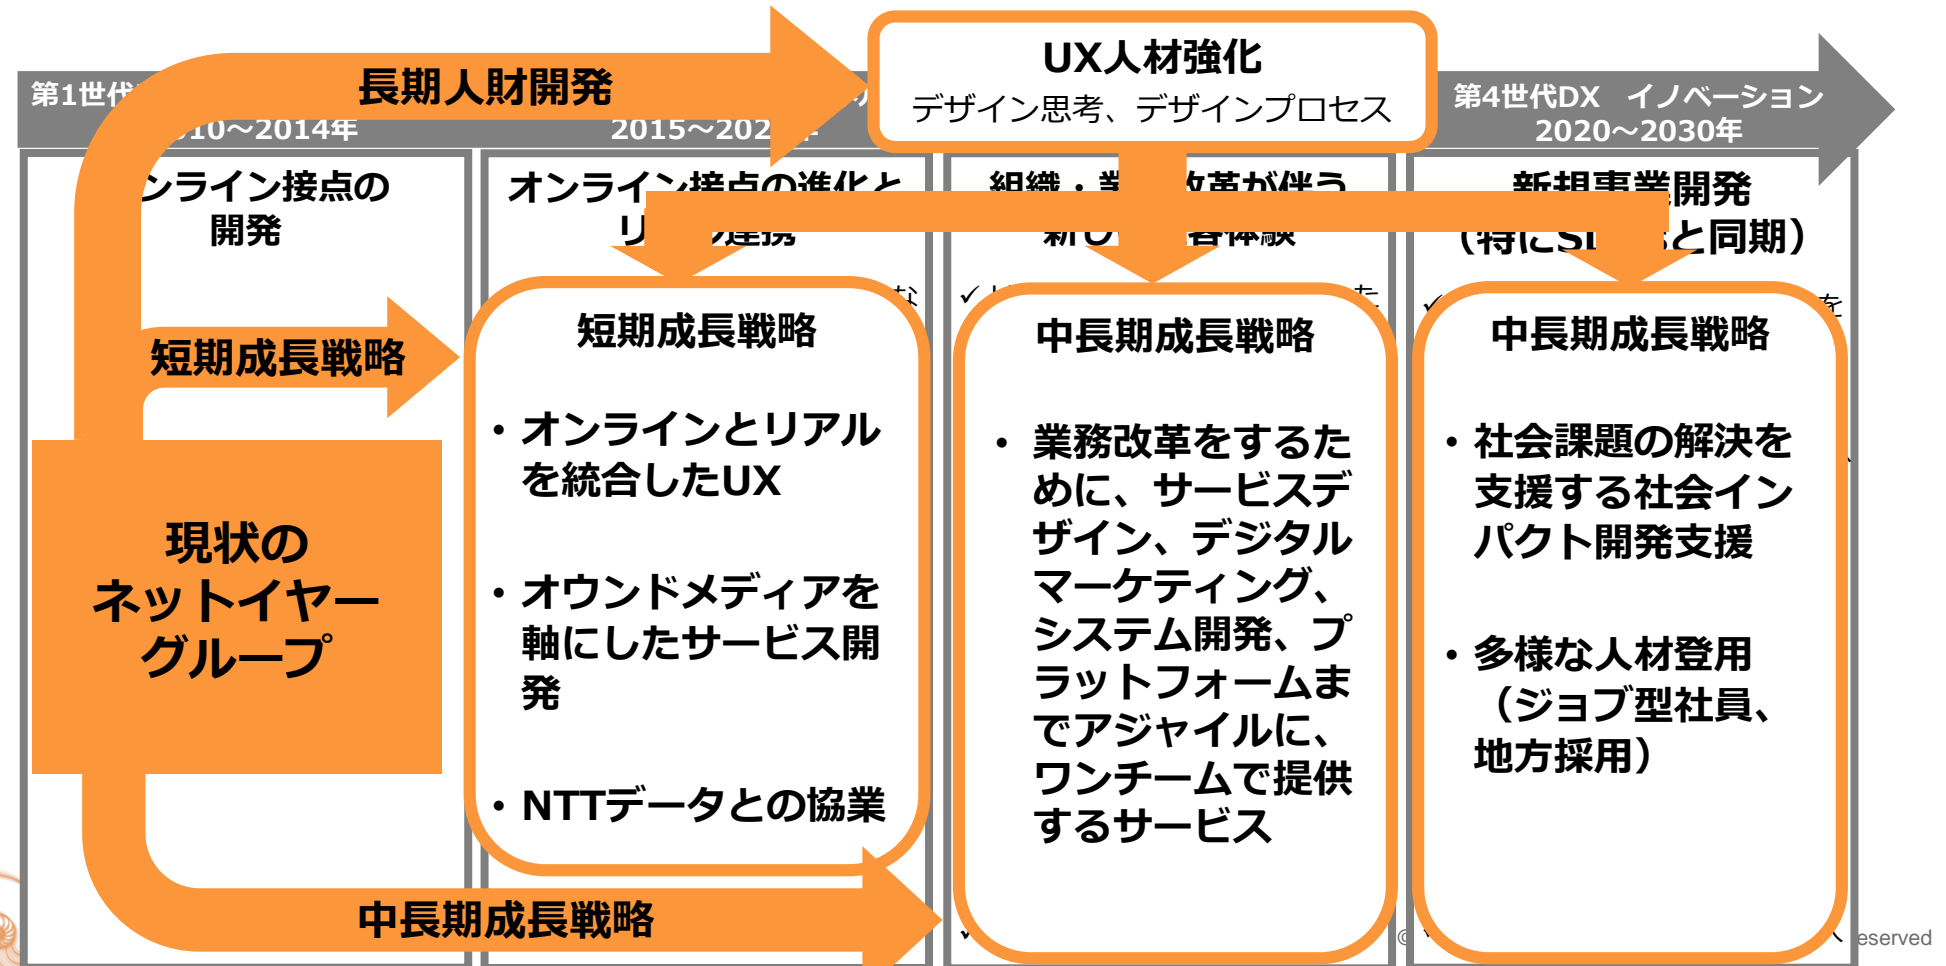 UX人材強化
デザイン思考、デザインプロセス
長期人財開発
第1世代
10～2014年
2015～202
第4世代DX　イノベーション
2020～2030年
ンライン接点の
開発
オンライン接点の進化と
連携
組織・業 改革が伴う
新し 客体験
新規事業開発
（特にSD sと同期）
短期成長戦略
現状の
ネットイヤー
グループ
中長期成長戦略
短期成長戦略
・オンラインとリアル
を統合したUX
・オウンドメディアを
軸にしたサービス開
発
・NTTデータとの協業
中長期成長戦略
・ 業務改革をするた
めに、サービスデ
ザイン、デジタル
マーケティング、
システム開発、プ
ラットフォームま
でアジャイルに、
ワンチームで提供
するサービス
中長期成長戦略
・社会課題の解決を
支援する社会イン
パクト開発支援
・多様な人材登用
（ジョブ型社員、
地方採用）
eserved